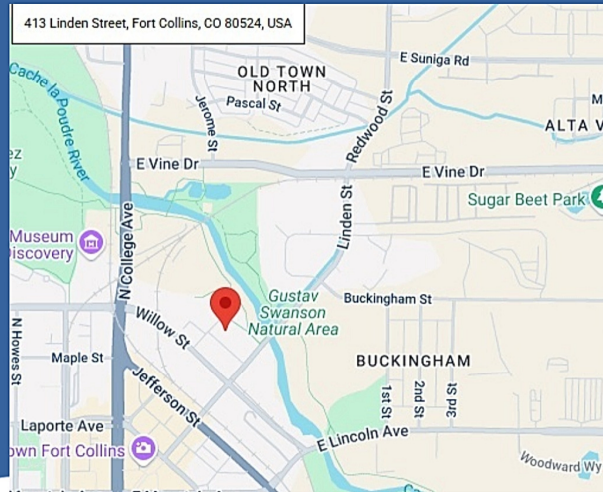 413 Linden Street, Fort Collins, CO 80524, USA
E Suniga Rd
OLD TOWN
NORTH
Pascal St
Jerome St
Cache la Poudre River
Redwood St
ALTA V
E Vine Dr
E Vine Dr
Sugar Beet Park
Linden St
N College Ave
Museum
Discovery
Gustav
Swanson
Natural Area
Buckingham St
Willow St
N Howes St
Maple St
BUCKINGHAM
Jefferson St
1st St
2nd St
3rd St
Laporte Ave
own Fort Collins
E Lincoln Ave
Woodward Wy